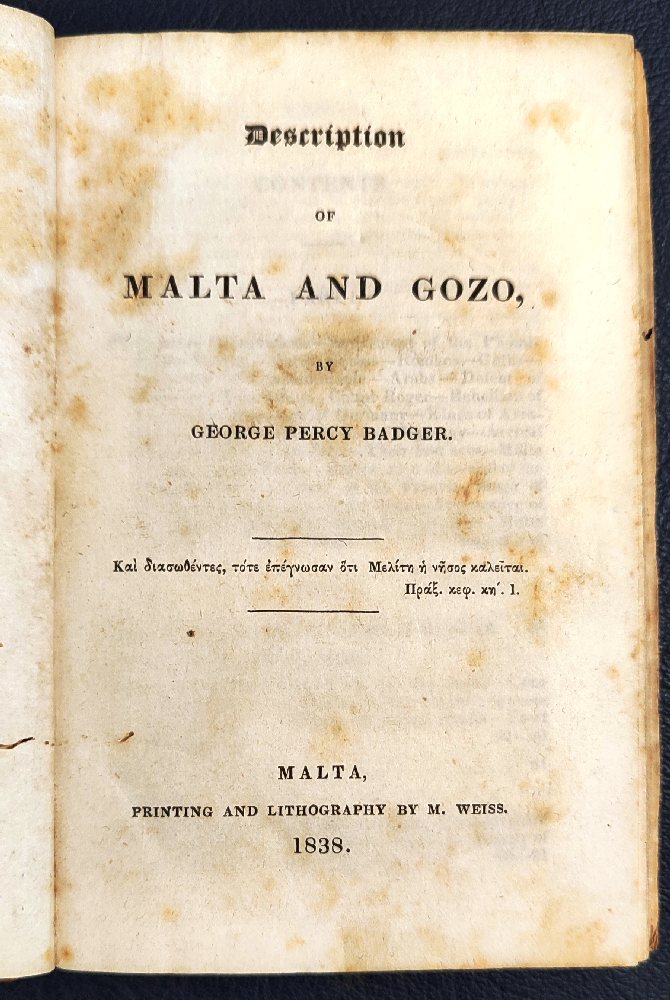 Description
OF
MALTA AND GOZO,
BY
GEORGE PERCY BADGER.
Καὶ διασωθέντες, τότε ἐπέγνωσαν ὅτι Μελίτη ἡ νῆσος καλεῖται.
Πράξ. κεφ. κηʹ. 1.
MALTA,
PRINTING AND LITHOGRAPHY BY M. WEISS.
1838.